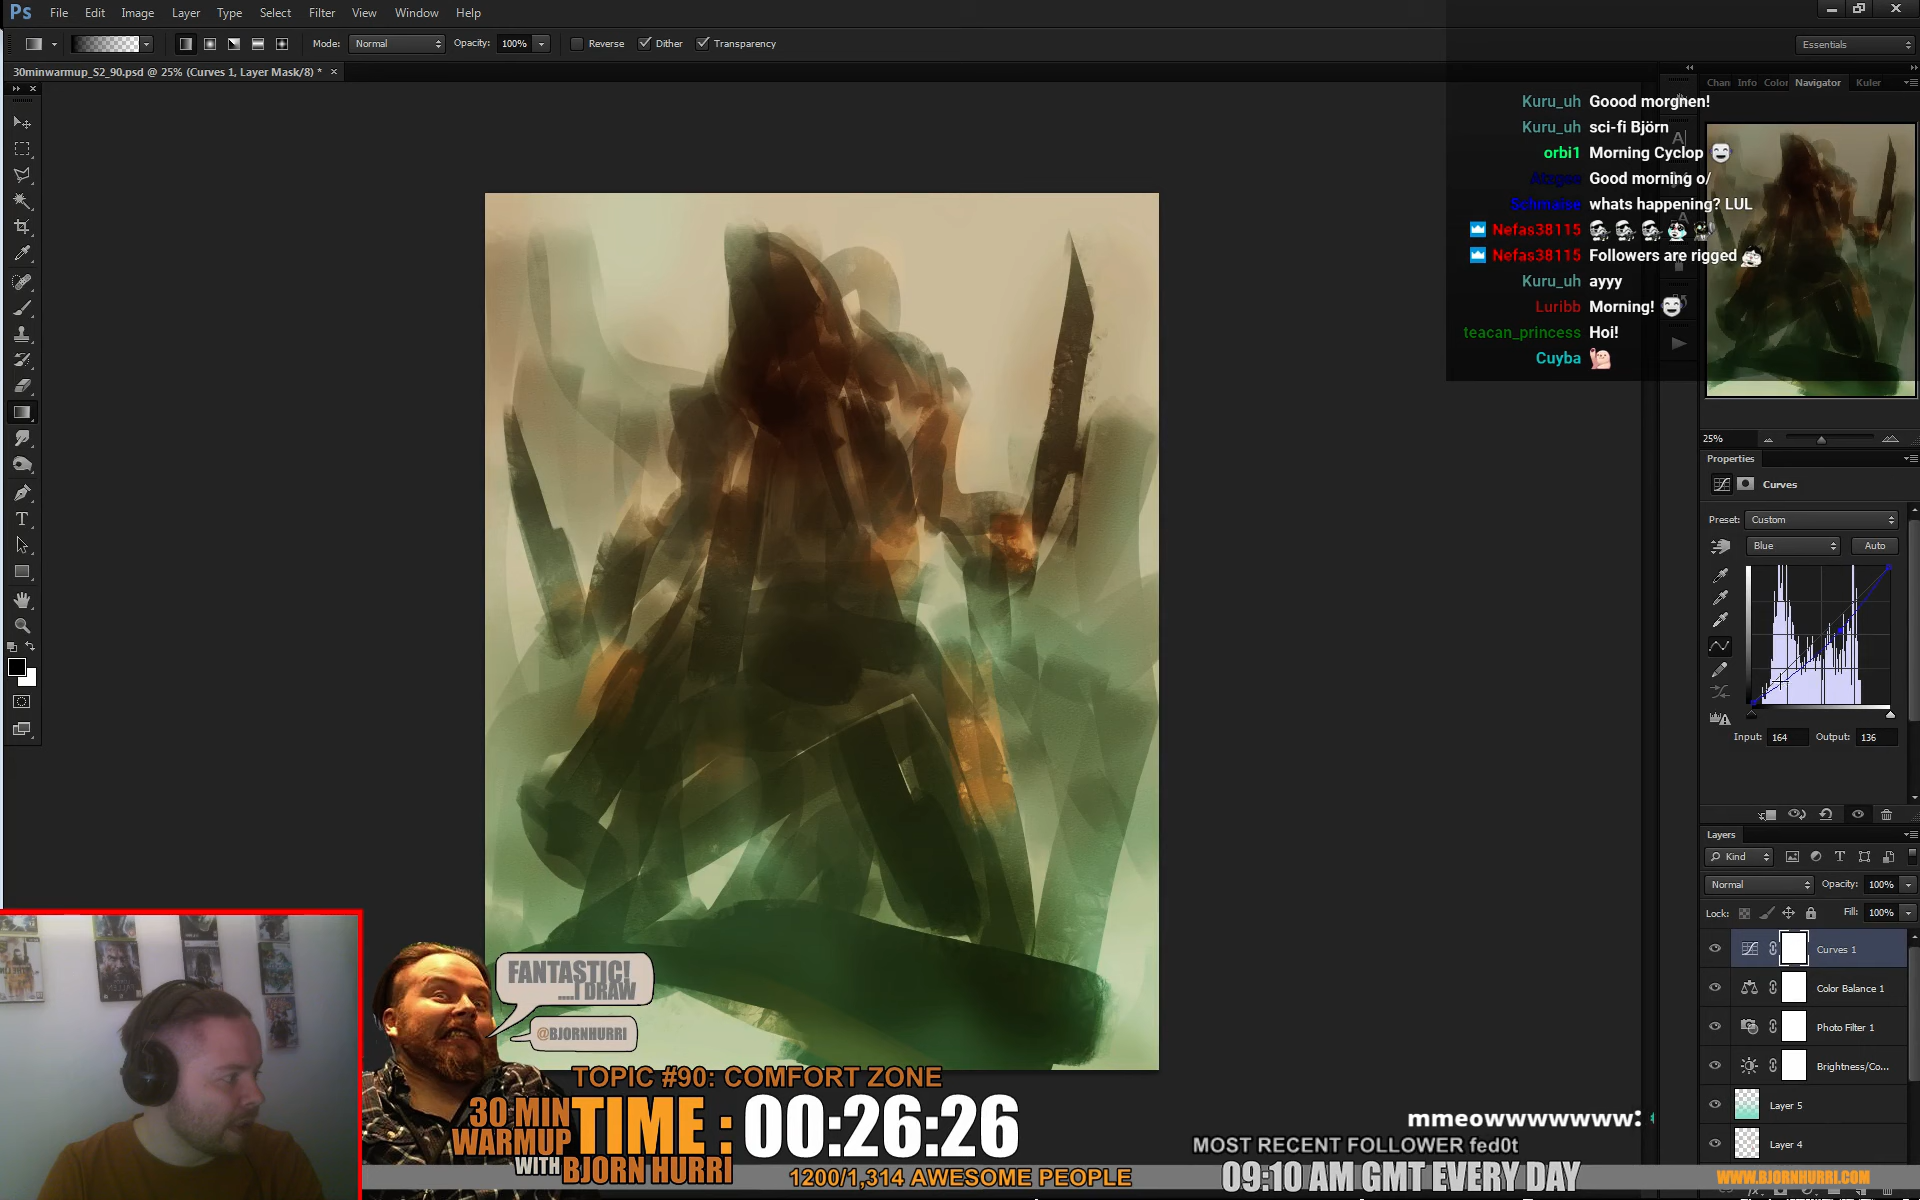 Ps File Edit Image Layer Type Select Filter View Window Help
Mode: Normal Opacity: 100% Reverse Dither Transparency
Essentials
30minwarmup_S2_90.psd @ 25% (Curves 1, Layer Mask/8) *
Chan Info Color Navigator Kuler
Kuru_uh Goood morgnen!
Kuru_uh sci-fi Björn
orbi1 Morning Cyclop
Good morning o/
Schmaise whats happening? LUL
Nefas38115
Nefas38115 Followers are rigged
Kuru_uh ayyy
Luribb Morning!
teacan_princess Hoi!
Cuyba
25%
Properties
Curves
Preset: Custom
Blue Auto
Input: 164 Output: 136
Layers
Kind
Normal Opacity: 100%
Lock: Fill: 100%
Curves 1
Color Balance 1
Photo Filter 1
Brightness/Co...
Layer 5
Layer 4
FANTASTIC!
....I DRAW
@BJORNHURRI
TOPIC #90: COMFORT ZONE
30 MIN
WARMUP
WITH BJORN HURRI
TIME : 00:26:26
1200/1,314 AWESOME PEOPLE
mmeowwwwwww:
MOST RECENT FOLLOWER fed0t
09:10 AM GMT EVERY DAY
WWW.BJORNHURRI.COM